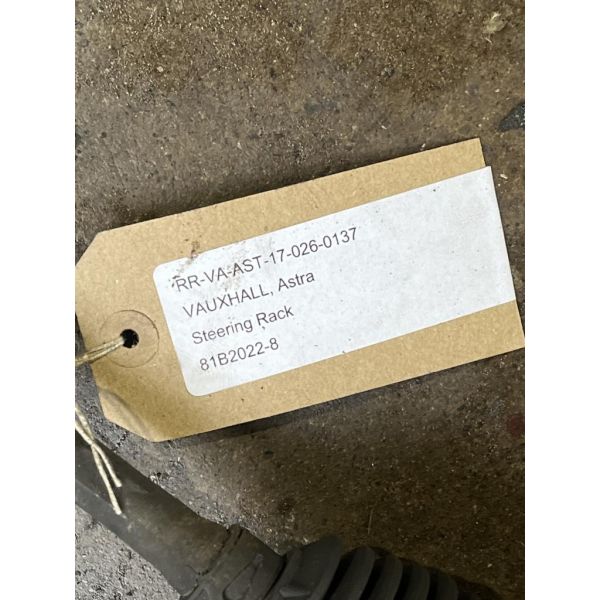 RR-VA-AST-17-026-0137
VAUXHALL, Astra
Steering Rack
81B2022-8